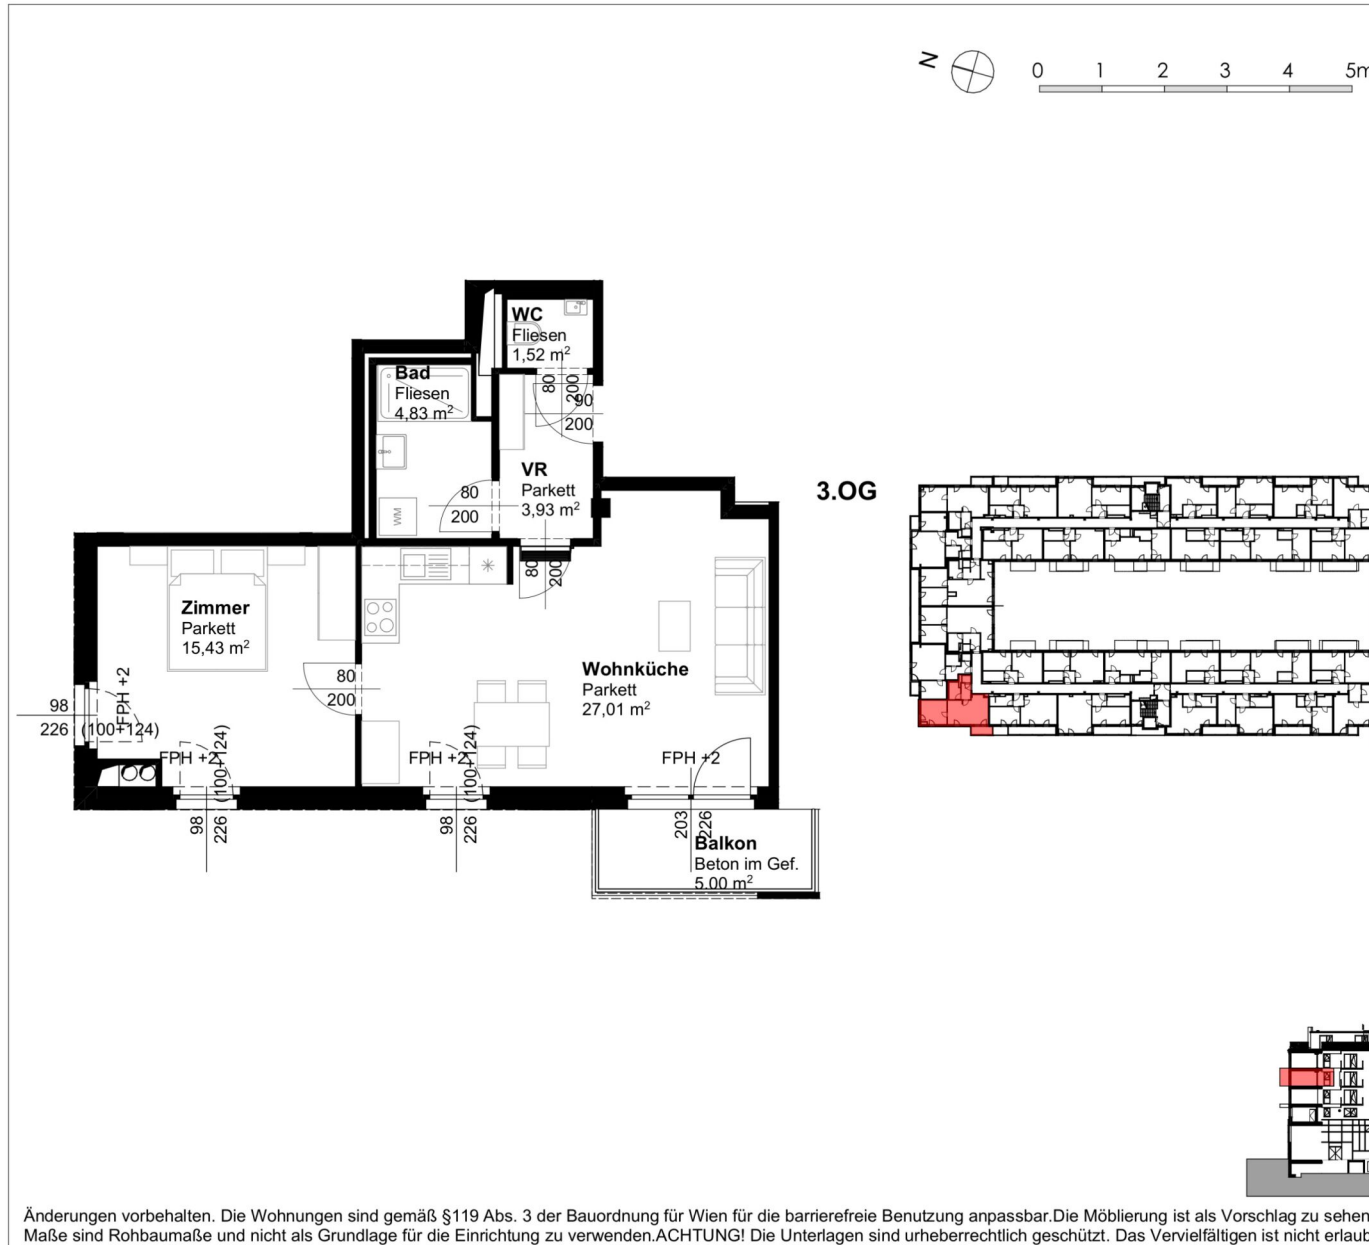 N
0 1 2 3 4 5m
WC
Fliesen
1,52 m²
80
200
90
200
Bad
Fliesen
4,83 m²
VR
Parkett
3,93 m²
80
200
WM
80
200
3.OG
Zimmer
Parkett
15,43 m²
80
200
Wohnküche
Parkett
27,01 m²
98
226 (100+124)
FPH +2
FPH +2
(100+124)
98
226
FPH +2
(100+124)
98
226
FPH +2
203
226
Balkon
Beton im Gef.
5.00 m²
Änderungen vorbehalten. Die Wohnungen sind gemäß §119 Abs. 3 der Bauordnung für Wien für die barrierefreie Benutzung anpassbar.Die Möblierung ist als Vorschlag zu sehen
Maße sind Rohbaumaße und nicht als Grundlage für die Einrichtung zu verwenden.ACHTUNG! Die Unterlagen sind urheberrechtlich geschützt. Das Vervielfältigen ist nicht erlaub